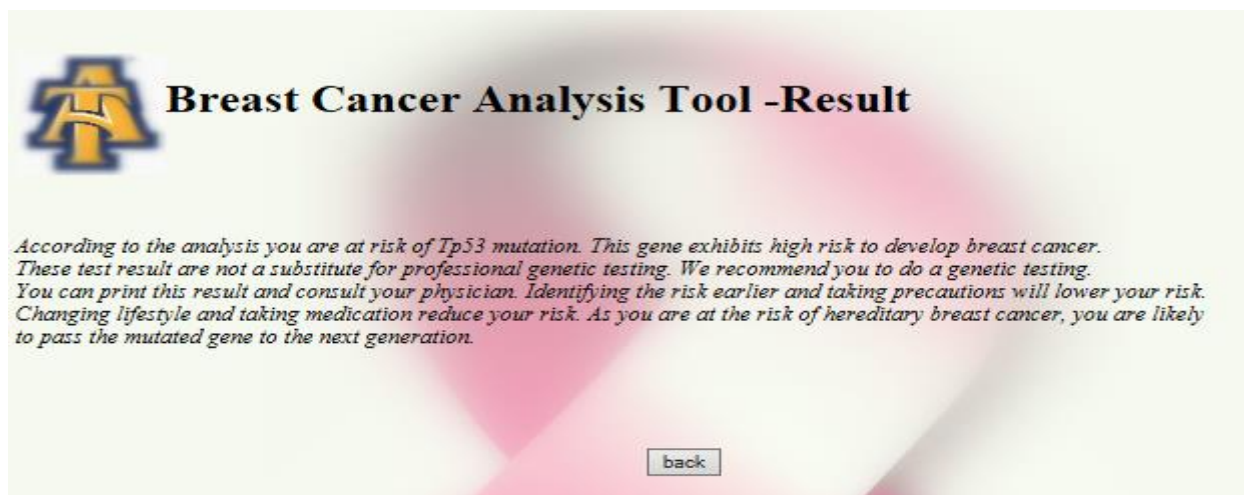 Breast Cancer Analysis Tool -Result
According to the analysis you are at risk of Tp53 mutation. This gene exhibits high risk to develop breast cancer.
These test result are not a substitute for professional genetic testing. We recommend you to do a genetic testing.
You can print this result and consult your physician. Identifying the risk earlier and taking precautions will lower your risk.
Changing lifestyle and taking medication reduce your risk. As you are at the risk of hereditary breast cancer, you are likely
to pass the mutated gene to the next generation.
back